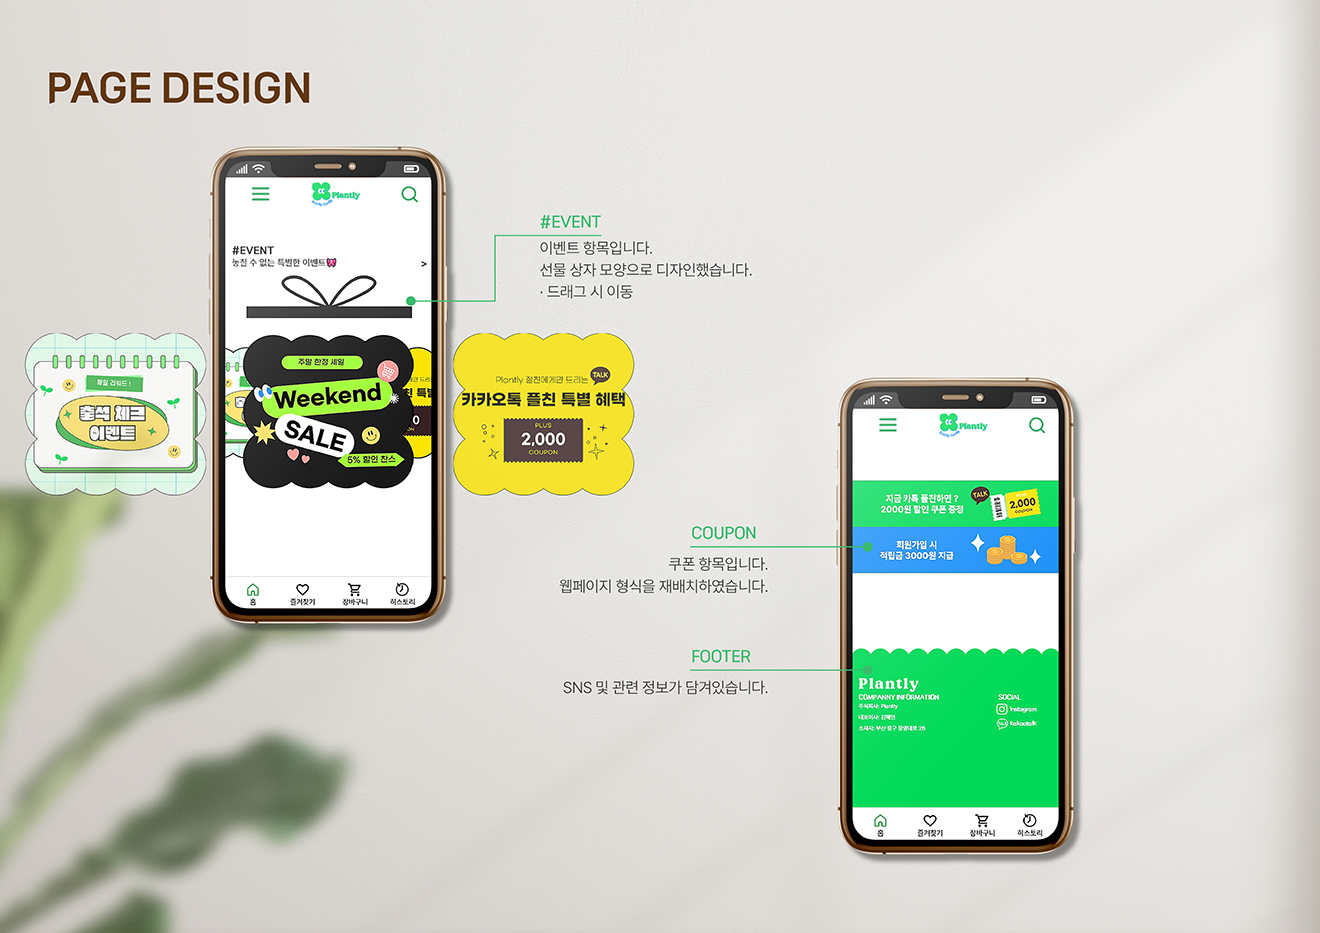 PAGE DESIGN
Plantly
#EVENT
놓칠 수 없는 특별한 이벤트
>
#EVENT
이벤트 항목입니다.
선물 상자 모양으로 디자인했습니다.
· 드래그 시 이동
매일 리워드 !
출석 체크
이벤트
주말 한정 세일
Weekend
SALE
5% 할인 찬스
Plantly 절친에게만 드리는
TALK
카카오톡 플친 특별 혜택
PLUS
2,000
COUPON
홈
즐겨찾기
장바구니
히스토리
Plantly
지금 카톡 플친하면 ?
2000원 할인 쿠폰 증정
TALK
2,000
COUPON
COUPON
쿠폰 항목입니다.
웹페이지 형식을 재배치하였습니다.
회원가입 시
적립금 3000원 지급
FOOTER
SNS 및 관련 정보가 담겨있습니다.
Plantly
COMPANNY INFORMATION
주식회사: Plantly
대표이사: 김혜민
소재지: 부산 중구 중앙대로 26
SOCIAL
instagram
TALK
kakaotalk
홈
즐겨찾기
장바구니
히스토리